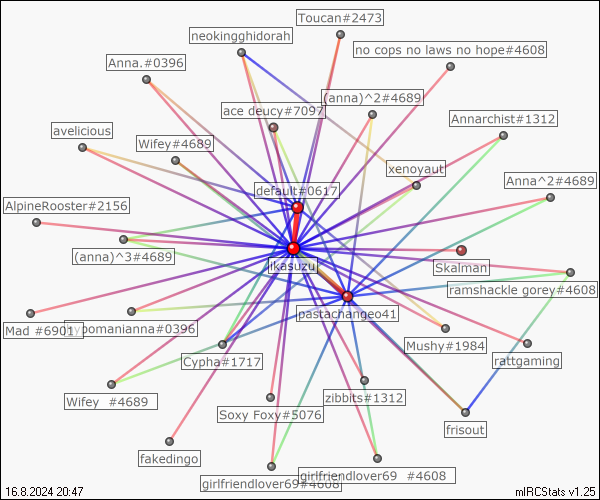 Toucan#2473
neokingghidorah
no cops no laws no hope#4608
Anna.#0396
(anna)^2#4689
ace deucy#7097
Annarchist#1312
avelicious
Wifey#4689
xenoyaut
default#0617
Anna^2#4689
AlpineRooster#2156
(anna)^3#4689
jkasuzu
Skalman
ramshackle gorey#4608
pastachangeo41
Mad #6901
ypomanianna#0396
Mushy#1984
Cypha#1717
rattgaming
zibbits#1312
Wifey  #4689
Soxy Foxy#5076
frisout
fakedingo
girlfriendlover69#4608
girlfriendlover69  #4608
16.8.2024 20:47
mIRCStats v1.25